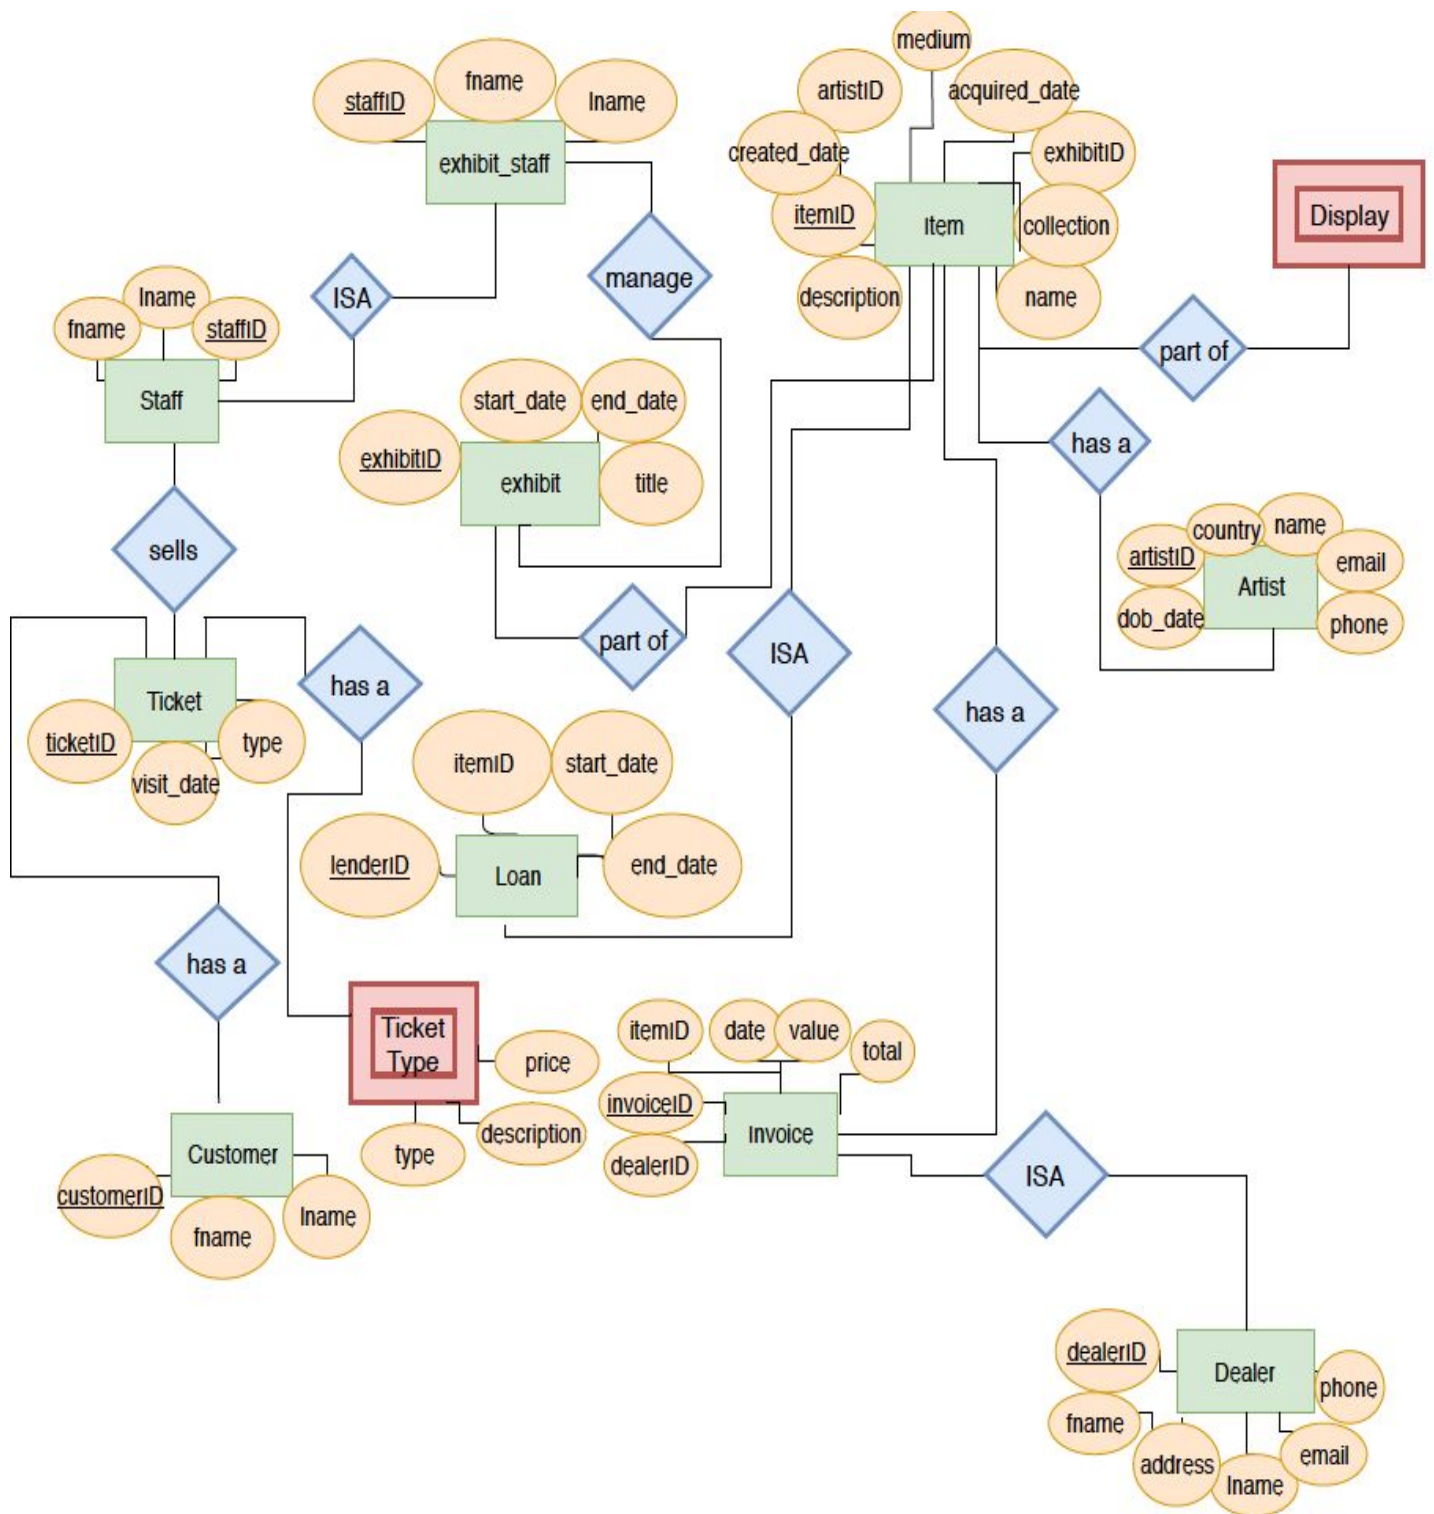 medium
fname
artistID
acquired_date
staffID
lname
created_date
exhibitID
exhibit_staff
itemID
Item
collection
Display
manage
description
name
lname
ISA
fname
staffID
part of
Staff
start_date
end_date
has a
exhibitID
exhibit
title
country
name
artistID
email
sells
Artist
dob_date
phone
part of
ISA
has a
has a
Ticket
ticketID
type
visit_date
itemID
start_date
lenderID
Loan
end_date
has a
Ticket
Type
price
type
description
itemID
date
value
total
invoiceID
Invoice
dealerID
ISA
Customer
customerID
fname
lname
dealerID
Dealer
phone
fname
address
lname
email